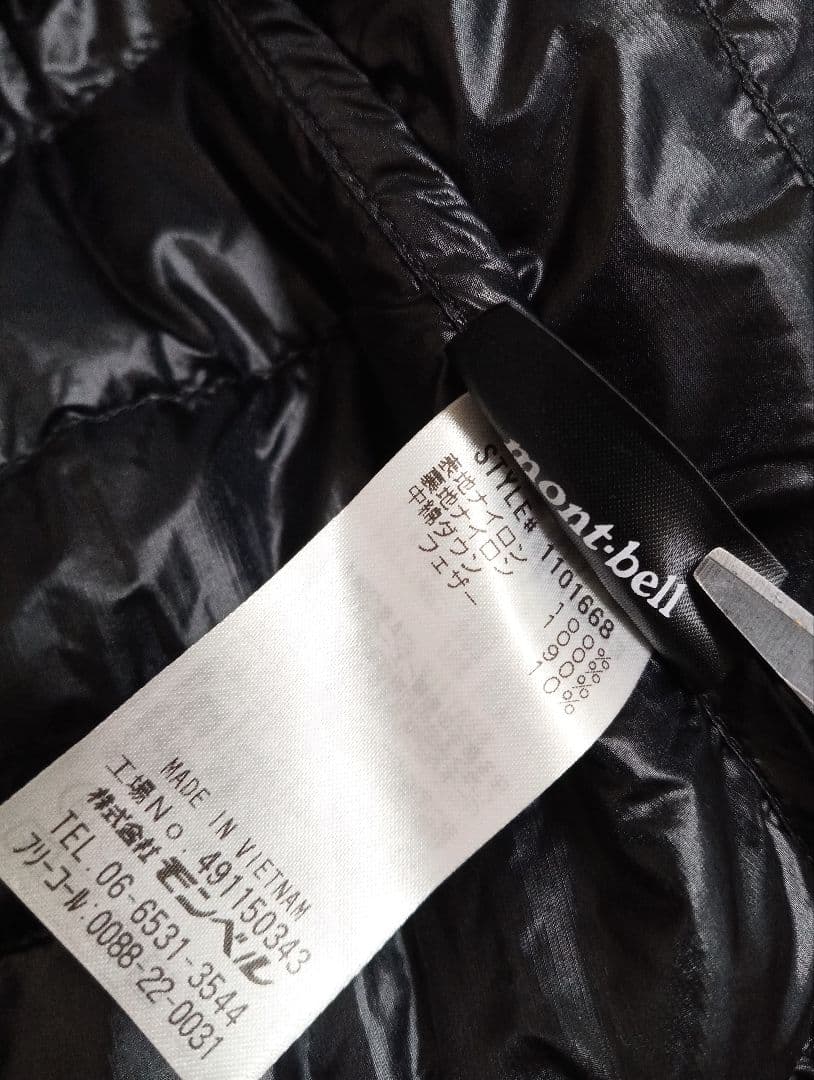 mont-bell
STYLE# 1101668
表地ナイロン 100%
裏地ナイロン 100%
中綿ダウン 90%
フェザー 10%
MADE IN VIETNAM
工場No. 491150343
株式会社モンベル
TEL. 06-6531-3544
フリーコール:0088-22-0031